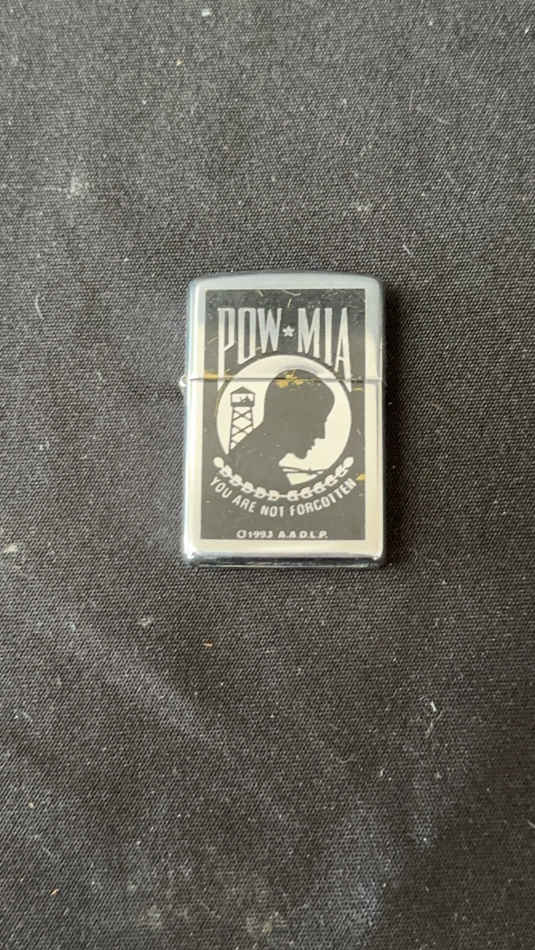 POW★MIA
YOU ARE NOT FORGOTTEN
©1993 A.A.D.L.P.